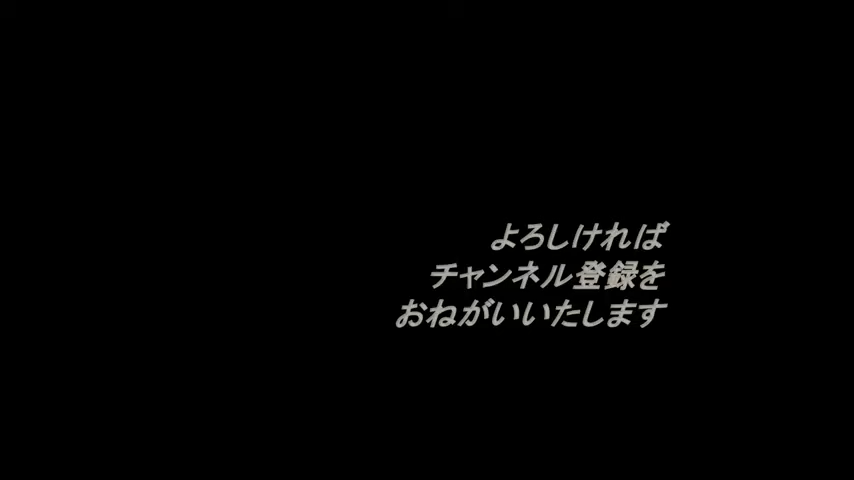 よろしければ
チャンネル登録を
おねがいいたします